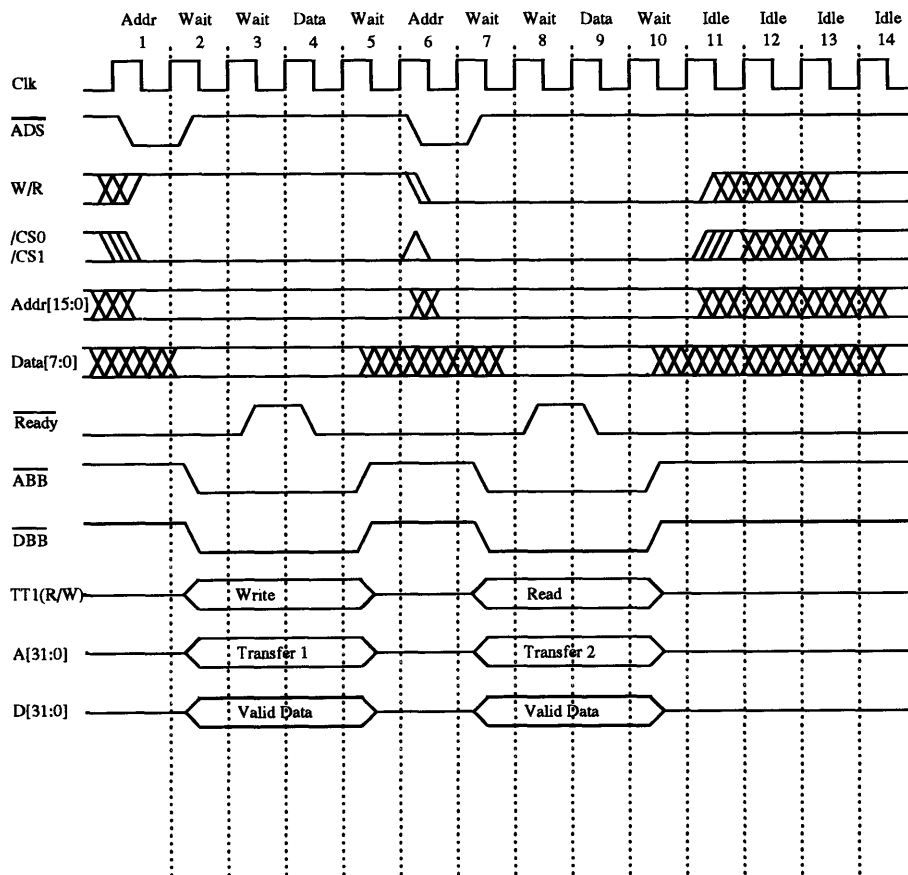 Addr Wait Wait Data Wait Addr Wait Wait Data Wait Idle Idle Idle Idle
1 2 3 4 5 6 7 8 9 10 11 12 13 14
Clk
ADS
W/R
/CS0
/CS1
Addr[15:0]
Data[7:0]
Ready
ABB
DBB
TT1(R/W) Write Read
A[31:0] Transfer 1 Transfer 2
D[31:0] Valid Data Valid Data